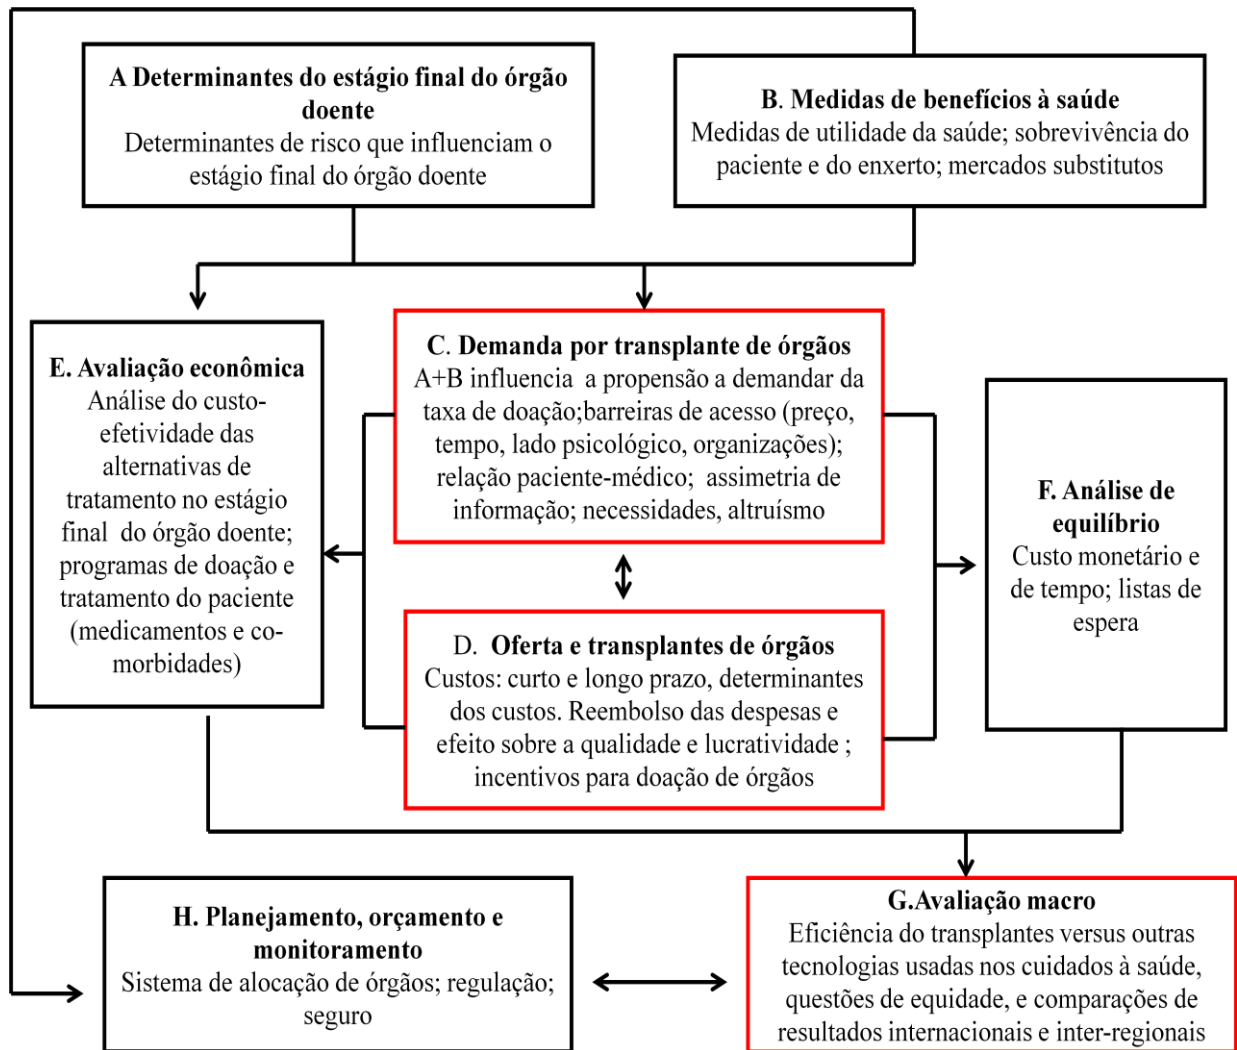 A Determinantes do estágio final do órgão
doente
Determinantes de risco que influenciam o
estágio final do órgão doente
B. Medidas de benefícios à saúde
Medidas de utilidade da saúde; sobrevivência do
paciente e do enxerto; mercados substitutos
E. Avaliação econômica
Análise do custo-
efetividade das
alternativas de
tratamento no estágio
final do órgão doente;
programas de doação e
tratamento do paciente
(medicamentos e co-
morbidades)
C. Demanda por transplante de órgãos
A+B influencia a propensão a demandar da
taxa de doação;barreiras de acesso (preço,
tempo, lado psicológico, organizações);
relação paciente-médico; assimetria de
informação; necessidades, altruísmo
D. Oferta e transplantes de órgãos
Custos: curto e longo prazo, determinantes
dos custos. Reembolso das despesas e
efeito sobre a qualidade e lucratividade ;
incentivos para doação de órgãos
F. Análise de
equilíbrio
Custo monetário e
de tempo; listas de
espera
H. Planejamento, orçamento e
monitoramento
Sistema de alocação de órgãos; regulação;
seguro
G.Avaliação macro
Eficiência do transplantes versus outras
tecnologias usadas nos cuidados à saúde,
questões de equidade, e comparações de
resultados internacionais e inter-regionais